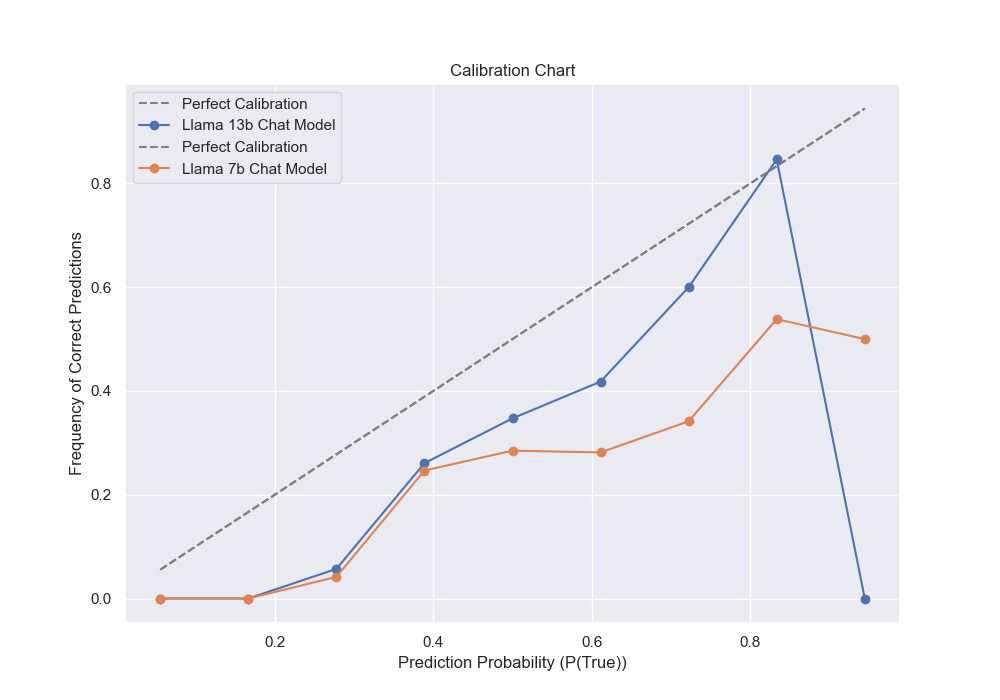 Calibration Chart
Perfect Calibration
Llama 13b Chat Model
Perfect Calibration
Llama 7b Chat Model
Frequency of Correct Predictions
0.8
0.6
0.4
0.2
0.0
0.2 0.4 0.6 0.8
Prediction Probability (P(True))